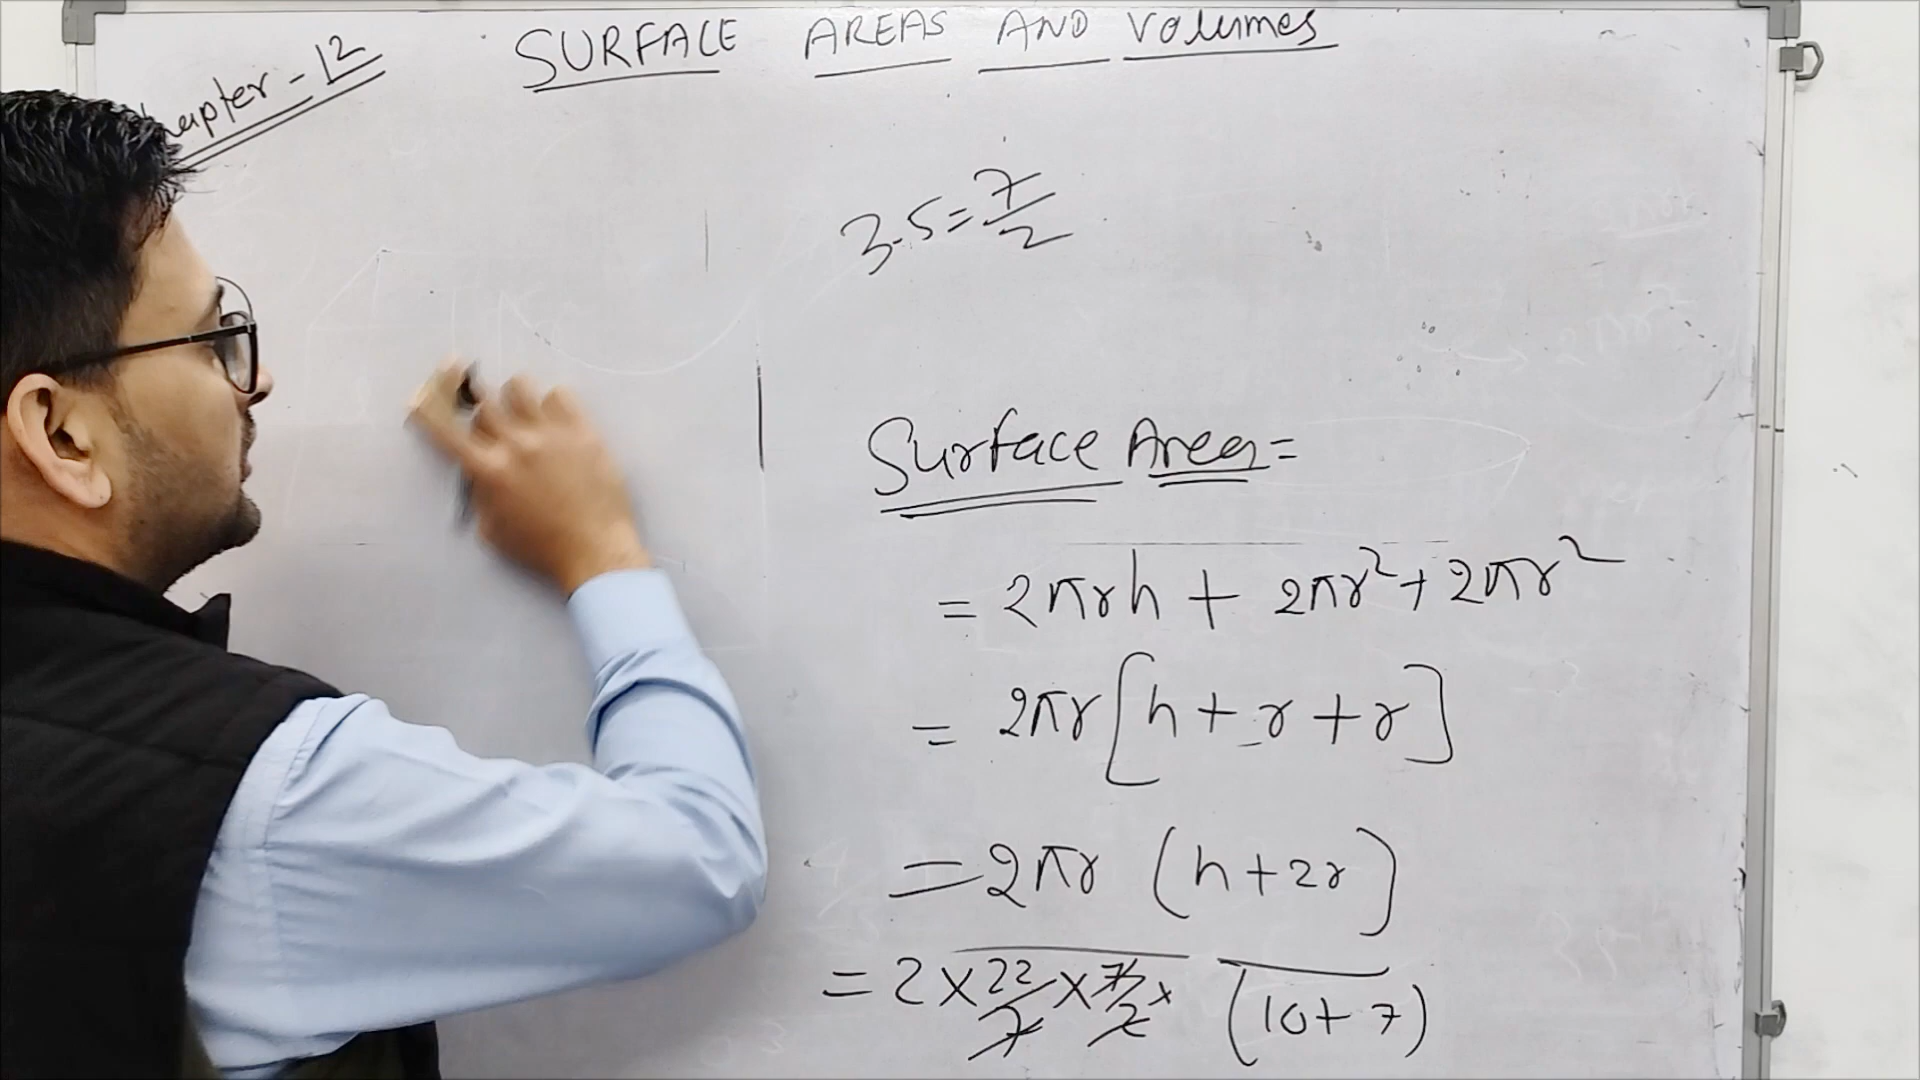 SURFACE AREAS AND Volumes
hapter - 12
3.5 = 7/2
Surface Area =
= 2πrh + 2πr² + 2πr²
= 2πr [h + r + r]
= 2πr (h + 2r)
= 2 × 22/7 × 7/2 × (10 + 7)